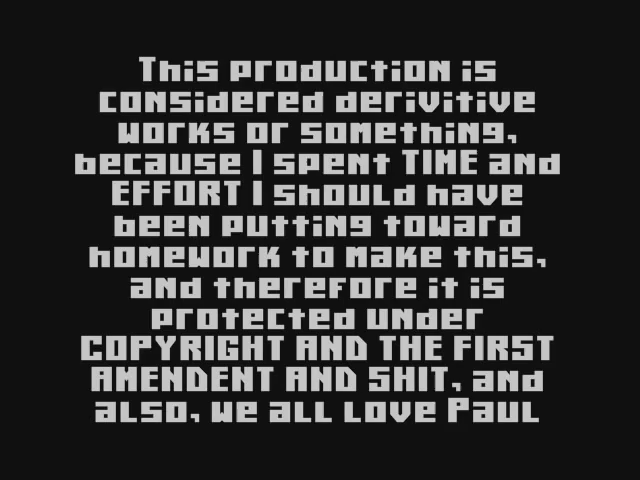 This production is
considered derivitive
works or something,
because I spent TIME and
EFFORT I should have
been putting toward
homework to make this,
and therefore it is
protected under
COPYRIGHT AND THE FIRST
AMENDENT AND SHIT, and
also, we all love Paul